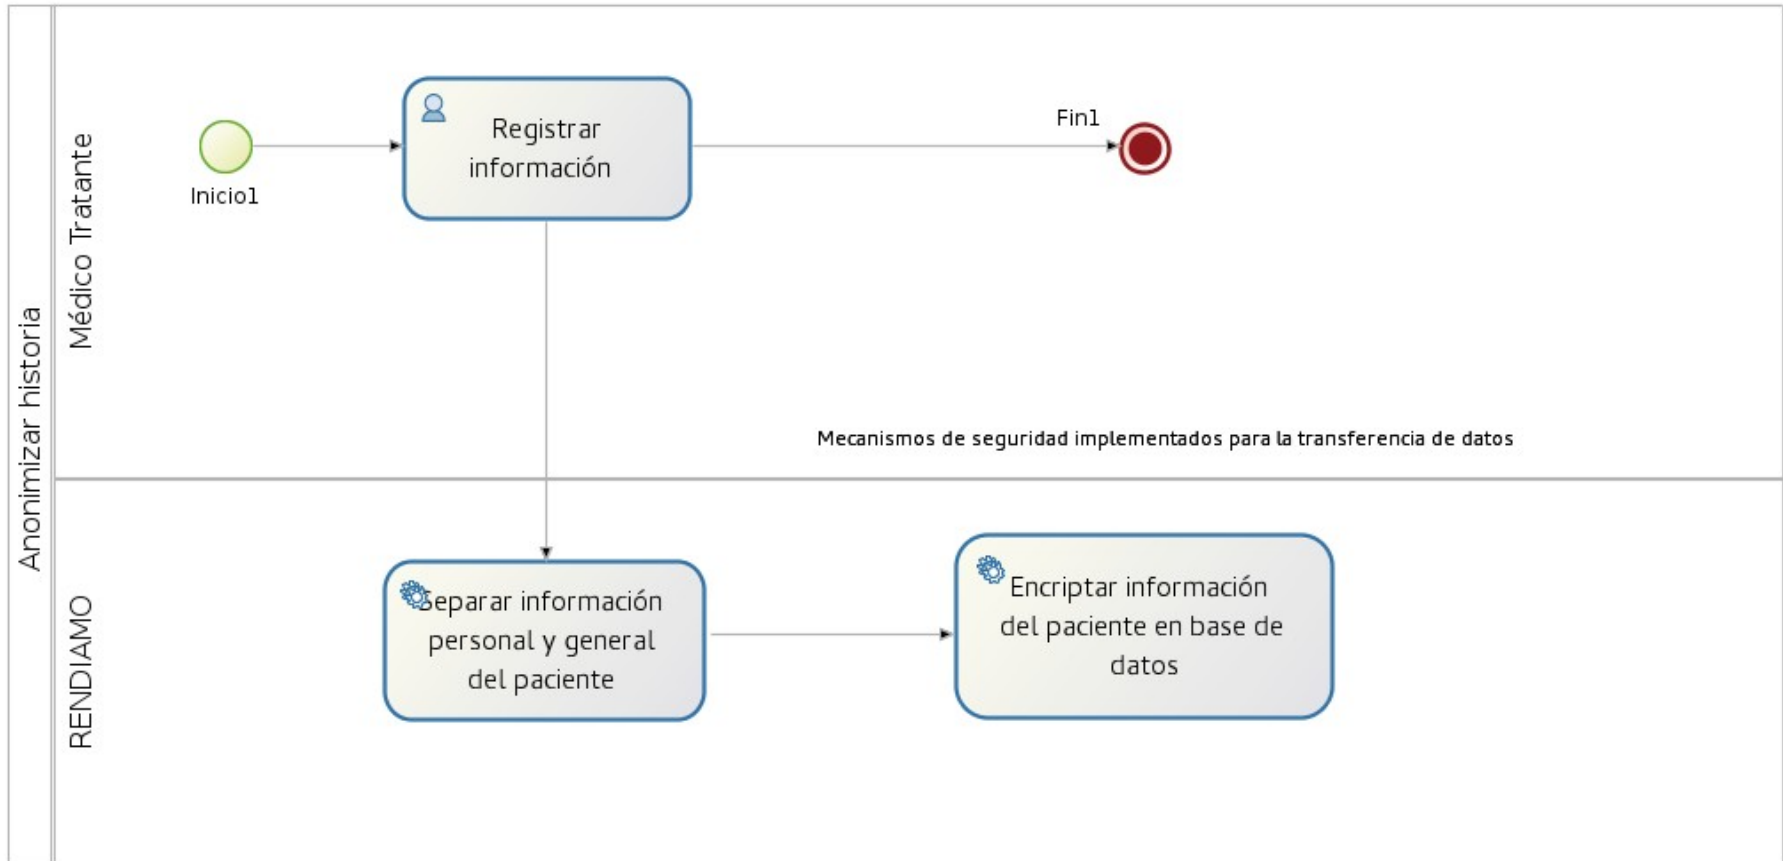 Anonimizar historia
Médico Tratante
Inicio1
Registrar
información
Fin1
Mecanismos de seguridad implementados para la transferencia de datos
RENDIAMO
Separar información
personal y general
del paciente
Encriptar información
del paciente en base de
datos